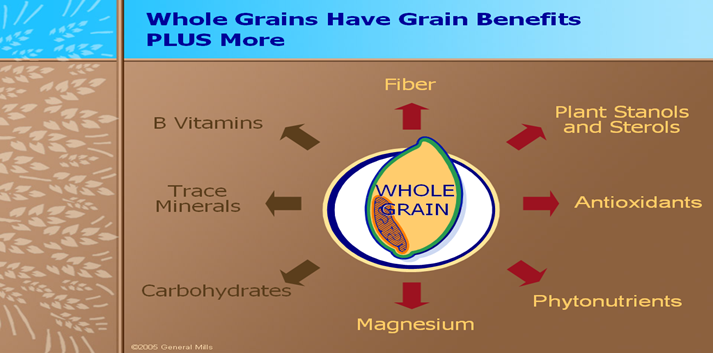 Whole Grains Have Grain Benefits
PLUS More
Fiber
B Vitamins
Plant Stanols
and Sterols
Trace
Minerals
WHOLE
GRAIN
Antioxidants
Carbohydrates
Phytonutrients
Magnesium
©2005 General Mills